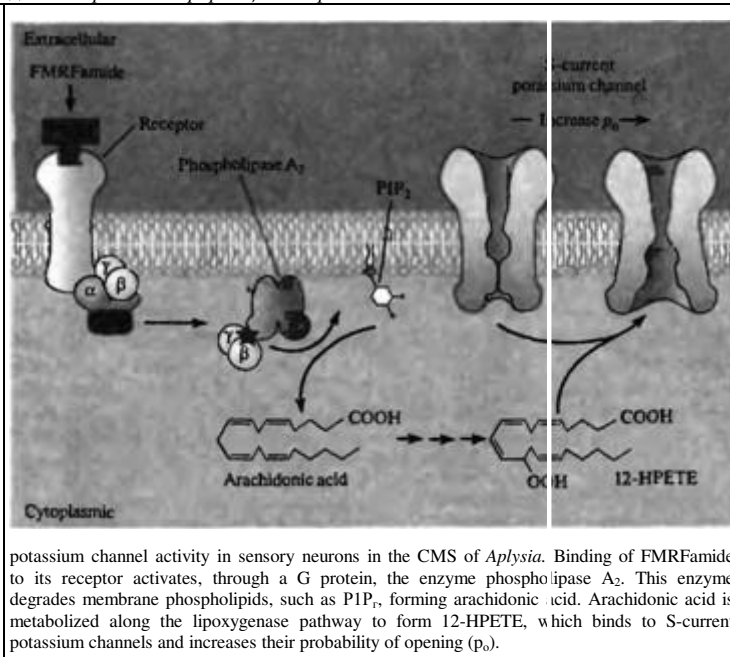 Extracellular
FMRFamide
S-current
potassium channel
Increase pₒ
Receptor
Phospholipase A₂
PIP₂
γ
β
α
γ
β
COOH
COOH
Arachidonic acid
OOH
12-HPETE
Cytoplasmic
potassium channel activity in sensory neurons in the CMS of Aplysia. Binding of FMRFamide
to its receptor activates, through a G protein, the enzyme phospholipase A₂. This enzyme
degrades membrane phospholipids, such as P1Pᵣ, forming arachidonic acid. Arachidonic acid is
metabolized along the lipoxygenase pathway to form 12-HPETE, which binds to S-current
potassium channels and increases their probability of opening (pₒ).